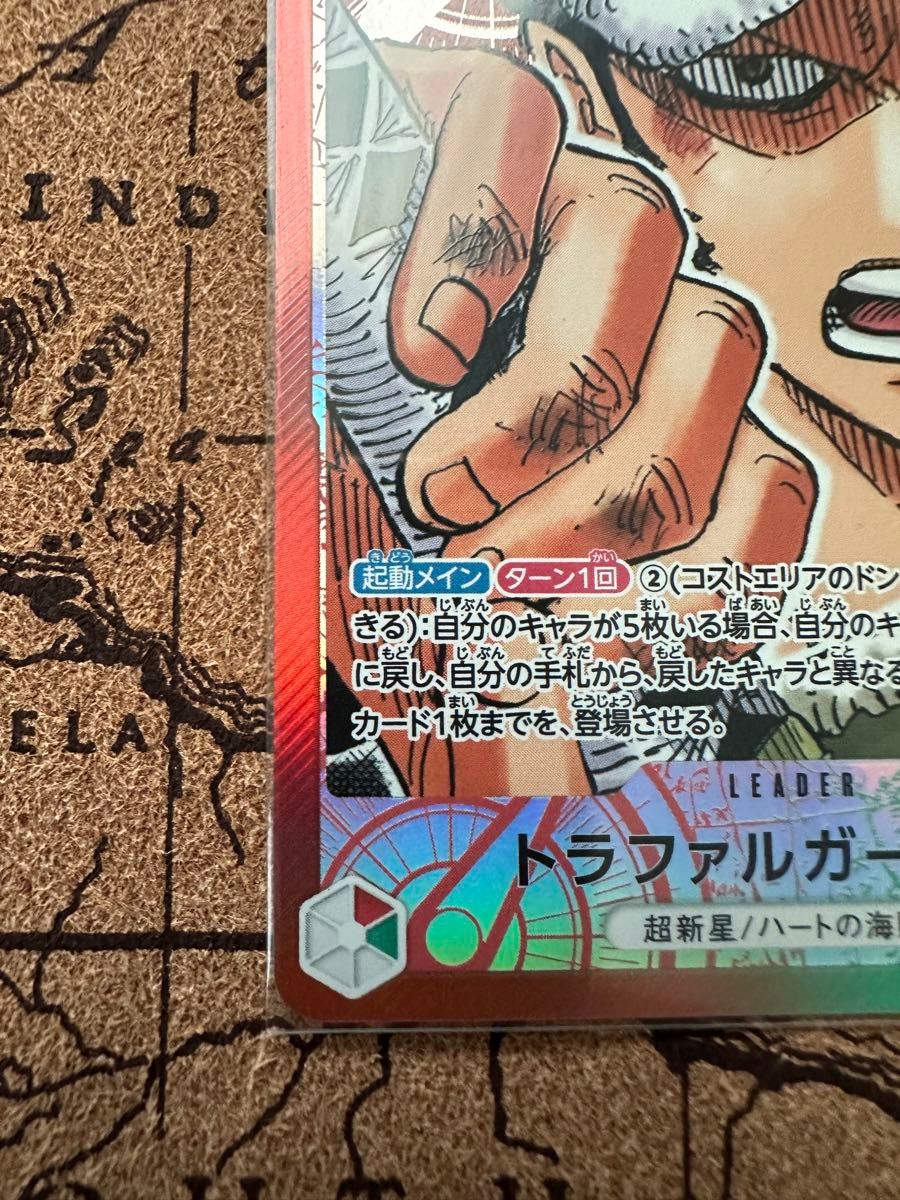 IND
起動メイン ターン1回 ②(コストエリアのドン
きる):自分のキャラが5枚いる場合、自分のキ
に戻し、自分の手札から、戻したキャラと異なる
カード1枚までを、登場させる。
ELA
LEADER
トラファルガー
超新星/ハートの海